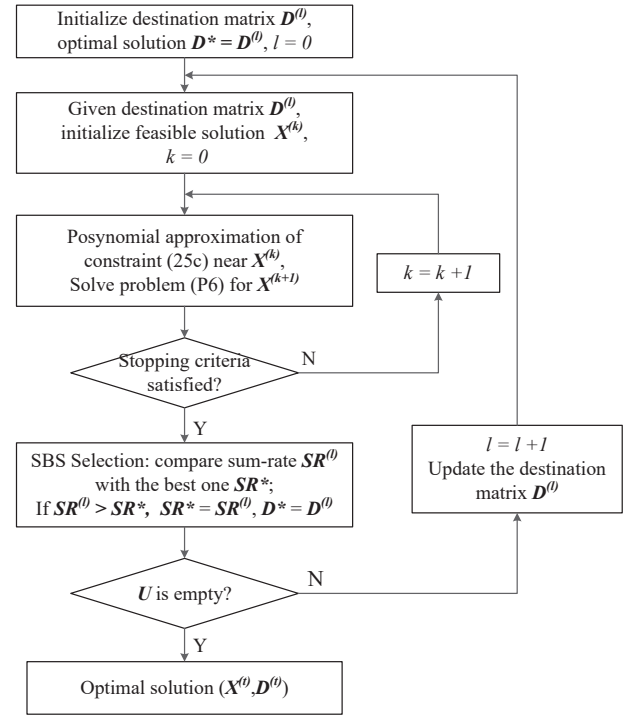 Initialize destination matrix D^(l),
optimal solution D* = D^(l), l = 0
Given destination matrix D^(l),
initialize feasible solution X^(k),
k = 0
Posynomial approximation of
constraint (25c) near X^(k),
Solve problem (P6) for X^(k+1)
k = k +1
Stopping criteria
satisfied?
N
Y
SBS Selection: compare sum-rate SR^(l)
with the best one SR*;
If SR^(l) > SR*, SR* = SR^(l), D* = D^(l)
l = l +1
Update the destination
matrix D^(l)
U is empty?
N
Y
Optimal solution (X^(t),D^(t))